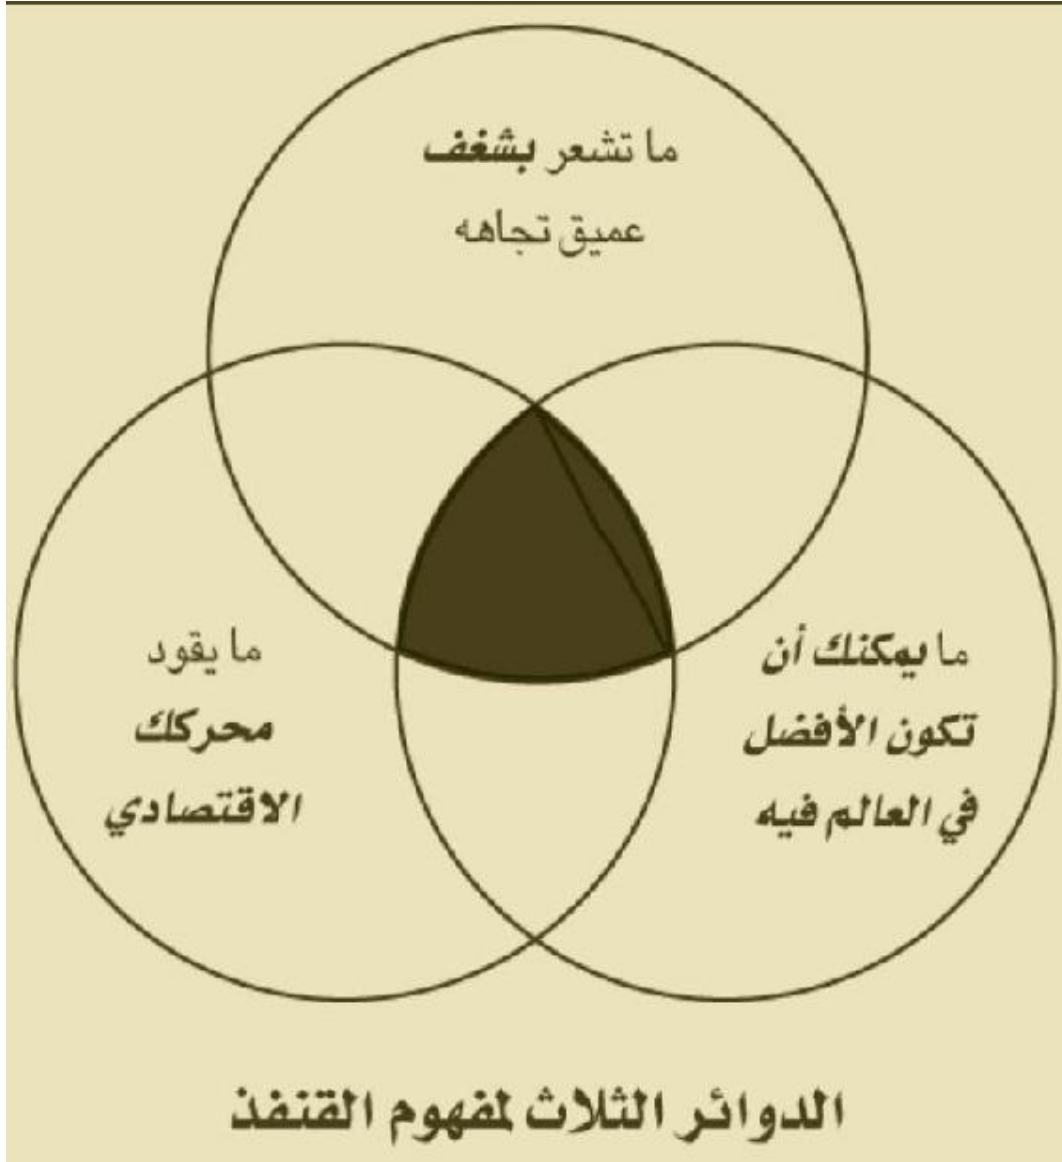 ما تشعر بشغف
عميق تجاهه
ما يمكنك أن
تكون الأفضل
في العالم فيه
ما يقود
محركك
الاقتصادي
الدوائر الثلاث لمفهوم القنفذ